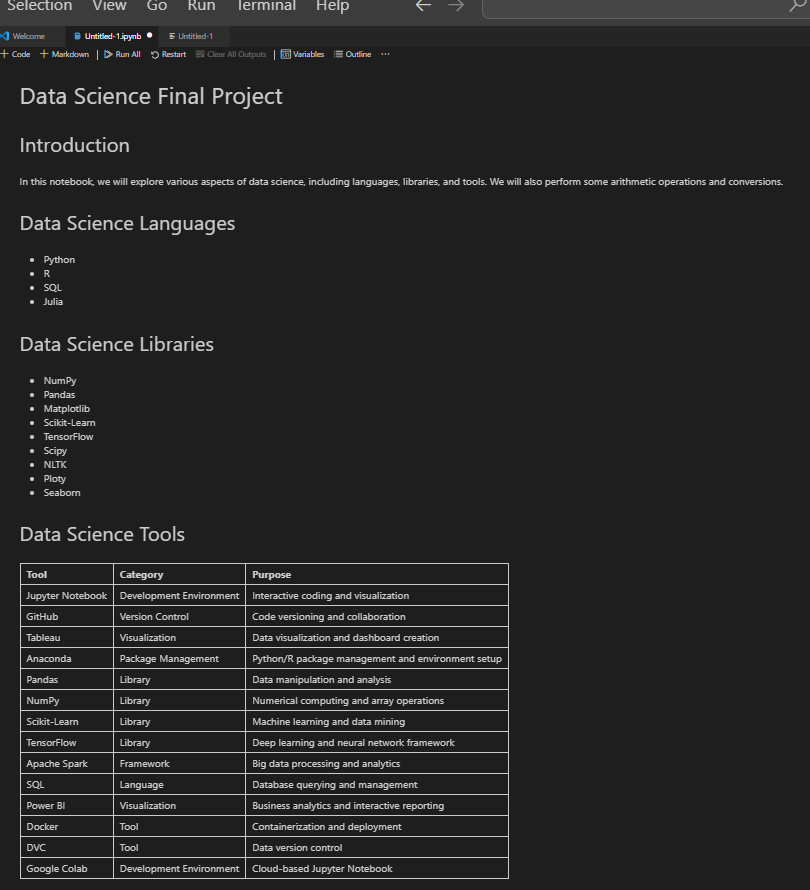 Selection View Go Run Terminal Help
Welcome Untitled-1.ipynb Untitled-1
+ Code + Markdown | Run All Restart Clear All Outputs | Variables Outline ...
Data Science Final Project
Introduction
In this notebook, we will explore various aspects of data science, including languages, libraries, and tools. We will also perform some arithmetic operations and conversions.
Data Science Languages
• Python
• R
• SQL
• Julia
Data Science Libraries
• NumPy
• Pandas
• Matplotlib
• Scikit-Learn
• TensorFlow
• Scipy
• NLTK
• Ploty
• Seaborn
Data Science Tools
Tool Category Purpose
Jupyter Notebook Development Environment Interactive coding and visualization
GitHub Version Control Code versioning and collaboration
Tableau Visualization Data visualization and dashboard creation
Anaconda Package Management Python/R package management and environment setup
Pandas Library Data manipulation and analysis
NumPy Library Numerical computing and array operations
Scikit-Learn Library Machine learning and data mining
TensorFlow Library Deep learning and neural network framework
Apache Spark Framework Big data processing and analytics
SQL Language Database querying and management
Power BI Visualization Business analytics and interactive reporting
Docker Tool Containerization and deployment
DVC Tool Data version control
Google Colab Development Environment Cloud-based Jupyter Notebook